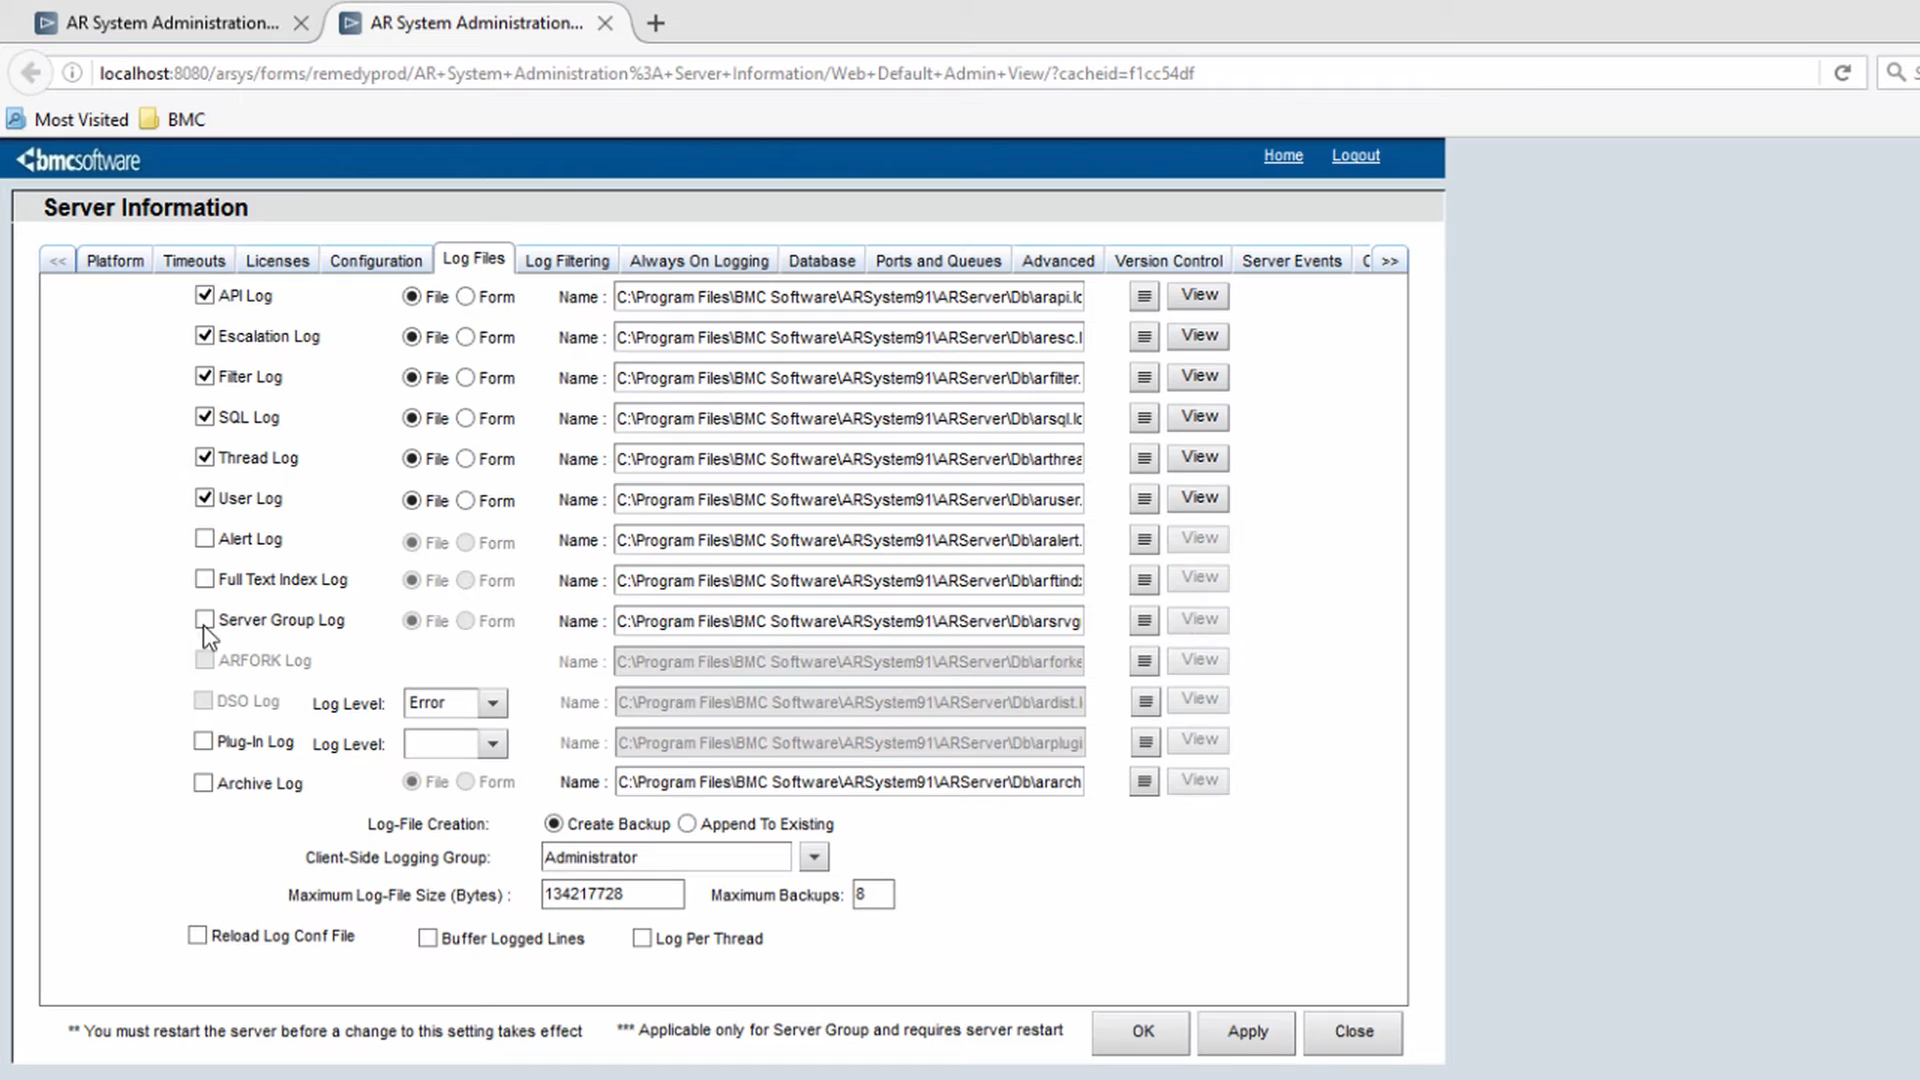 AR System Administration...
AR System Administration...
localhost:8080/arsys/forms/remedyprod/AR+System+Administration%3A+Server+Information/Web+Default+Admin+View/?cacheid=f1cc54df
Most Visited BMC
bmcsoftware Home Logout
Server Information
<< Platform Timeouts Licenses Configuration Log Files Log Filtering Always On Logging Database Ports and Queues Advanced Version Control Server Events >>
API Log File Form Name : C:\Program Files\BMC Software\ARSystem91\ARServer\Db\arapi.lo View
Escalation Log File Form Name : C:\Program Files\BMC Software\ARSystem91\ARServer\Db\aresc.l View
Filter Log File Form Name : C:\Program Files\BMC Software\ARSystem91\ARServer\Db\arfilter. View
SQL Log File Form Name : C:\Program Files\BMC Software\ARSystem91\ARServer\Db\arsql.lo View
Thread Log File Form Name : C:\Program Files\BMC Software\ARSystem91\ARServer\Db\arthrea View
User Log File Form Name : C:\Program Files\BMC Software\ARSystem91\ARServer\Db\aruser. View
Alert Log File Form Name : C:\Program Files\BMC Software\ARSystem91\ARServer\Db\aralert. View
Full Text Index Log File Form Name : C:\Program Files\BMC Software\ARSystem91\ARServer\Db\arftind: View
Server Group Log File Form Name : C:\Program Files\BMC Software\ARSystem91\ARServer\Db\arsrvg View
ARFORK Log Name : C:\Program Files\BMC Software\ARSystem91\ARServer\Db\arforke View
DSO Log Log Level: Error Name : C:\Program Files\BMC Software\ARSystem91\ARServer\Db\ardist.l View
Plug-In Log Log Level: Name : C:\Program Files\BMC Software\ARSystem91\ARServer\Db\arplugi View
Archive Log File Form Name : C:\Program Files\BMC Software\ARSystem91\ARServer\Db\ararch View
Log-File Creation: Create Backup Append To Existing
Client-Side Logging Group: Administrator
Maximum Log-File Size (Bytes) : 134217728 Maximum Backups: 8
Reload Log Conf File Buffer Logged Lines Log Per Thread
** You must restart the server before a change to this setting takes effect *** Applicable only for Server Group and requires server restart OK Apply Close